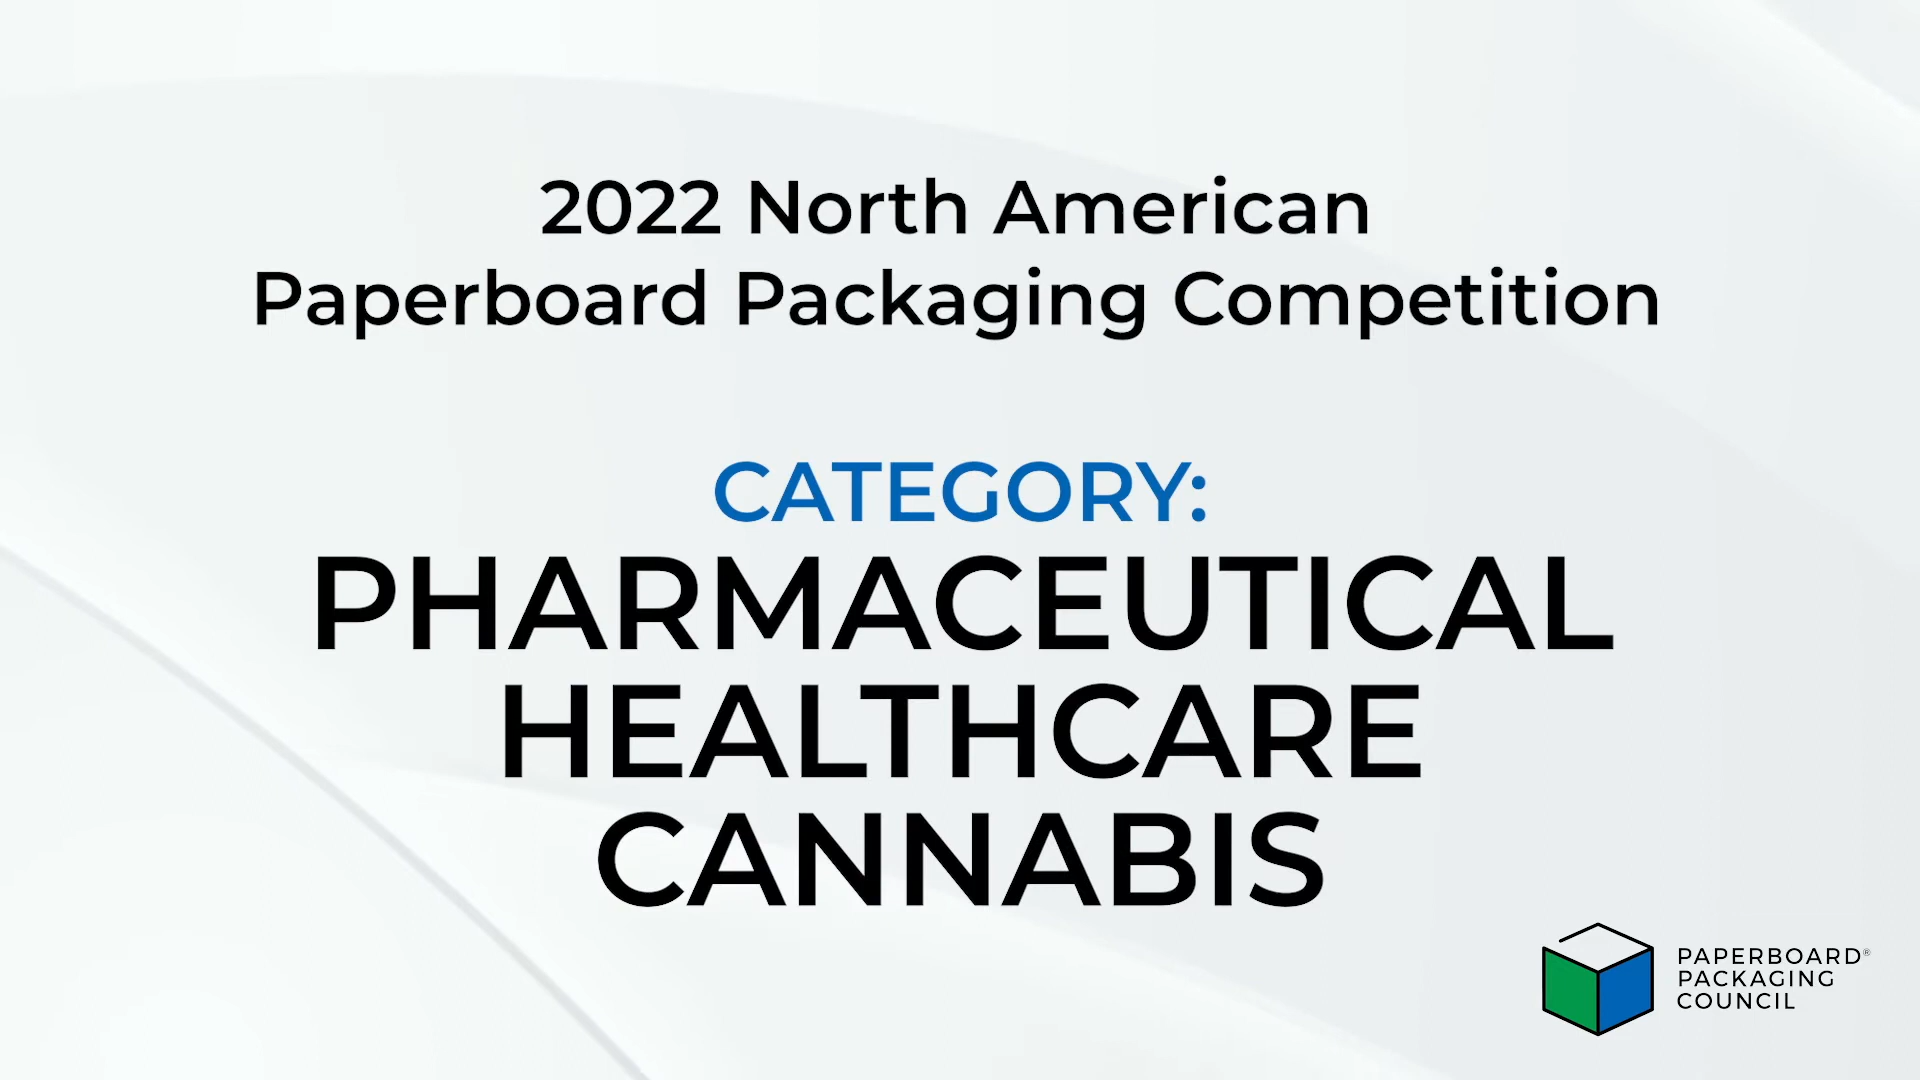 2022 North American
Paperboard Packaging Competition
CATEGORY:
PHARMACEUTICAL
HEALTHCARE
CANNABIS
PAPERBOARD®
PACKAGING
COUNCIL